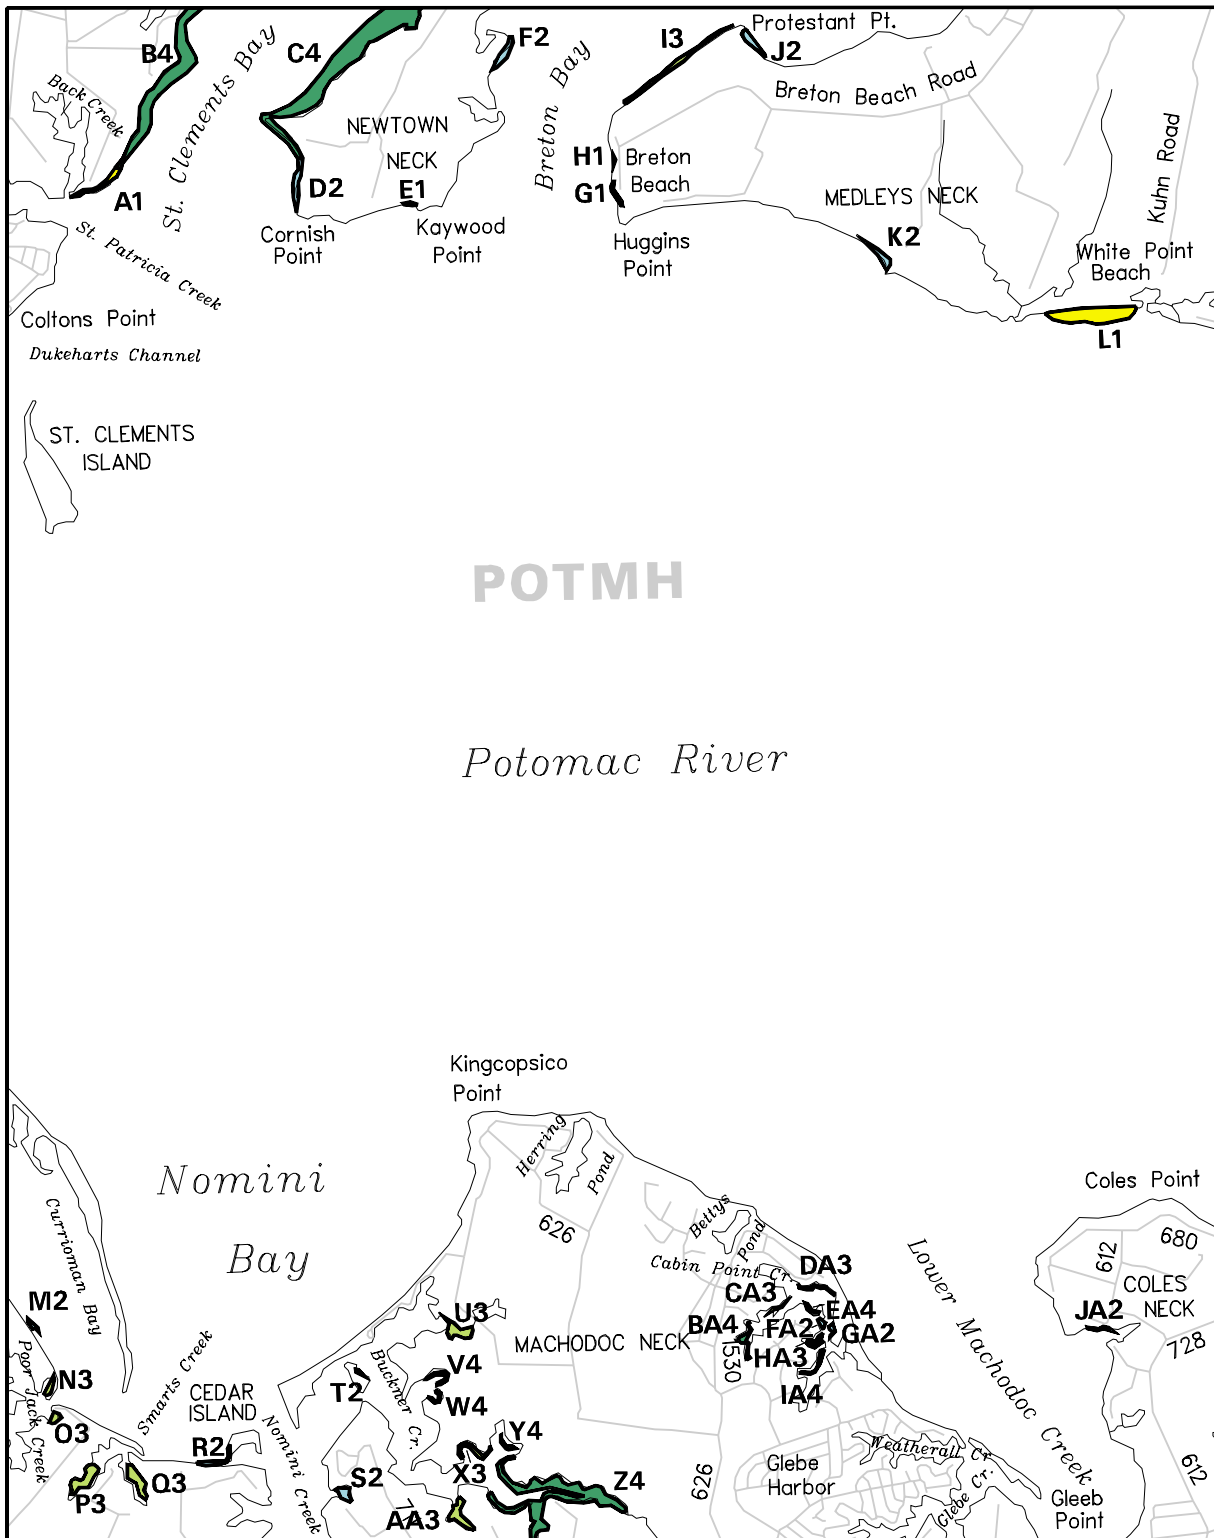 Protestant Pt.
B4
C4
F2
I3
J2
Back Creek
St. Clements Bay
Breton Bay
Breton Beach Road
NEWTOWN
NECK
Kuhn Road
H1
Breton
Beach
G1
A1
D2
E1
MEDLEYS NECK
Cornish
Point
Kaywood
Point
Huggins
Point
K2
White Point
Beach
St. Patricia Creek
Coltons Point
L1
Dukeharts Channel
ST. CLEMENTS
ISLAND
POTMH
Potomac River
Kingcopsico
Point
Herring
Pond
Nomini
Bay
626
Coles Point
Bettys
Pond
Currioman Bay
Cabin Point Cr.
Lower Machodoc Creek
612
680
COLES
NECK
M2
DA3
CA3
U3
BA4
FA2
EA4
GA2
JA2
MACHODOC NECK
728
Poor Jack Creek
N3
Smarts Creek
CEDAR
ISLAND
T2
Buckner Cr.
V4
W4
530
HA3
IA4
O3
R2
Nomini Creek
Y4
Weatherall Cr.
Glebe Cr.
P3
Q3
S2
X3
Z4
AA3
626
Glebe
Harbor
Gleeb
Point
612